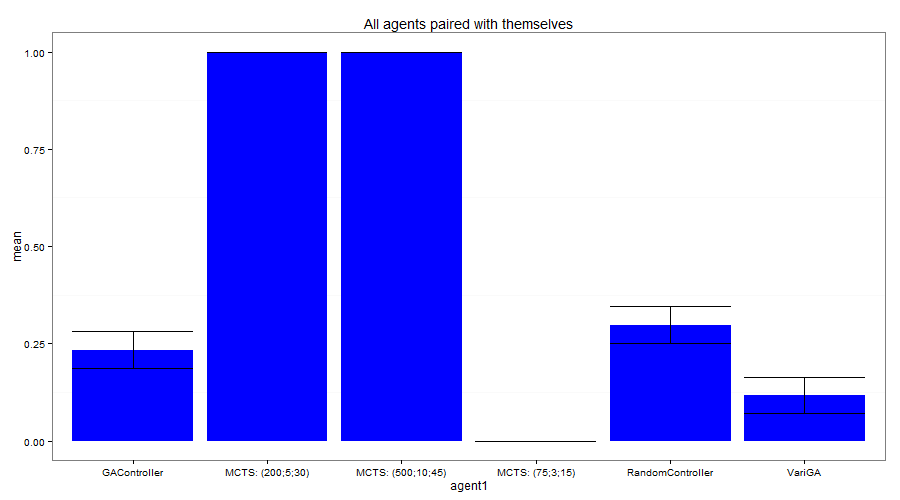 All agents paired with themselves
1.00
0.75
0.50
0.25
0.00
mean
GAController
MCTS: (200;5;30)
MCTS: (500;10;45)
MCTS: (75;3;15)
RandomController
VariGA
agent1